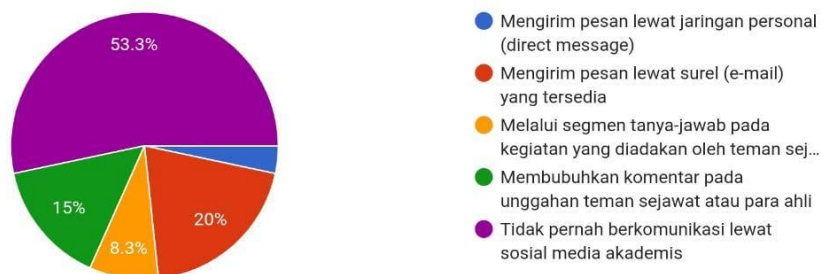 53.3%
15%
8.3%
20%
Mengirim pesan lewat jaringan personal
(direct message)
Mengirim pesan lewat surel (e-mail)
yang tersedia
Melalui segmen tanya-jawab pada
kegiatan yang diadakan oleh teman sej...
Membubuhkan komentar pada
unggahan teman sejawat atau para ahli
Tidak pernah berkomunikasi lewat
sosial media akademis